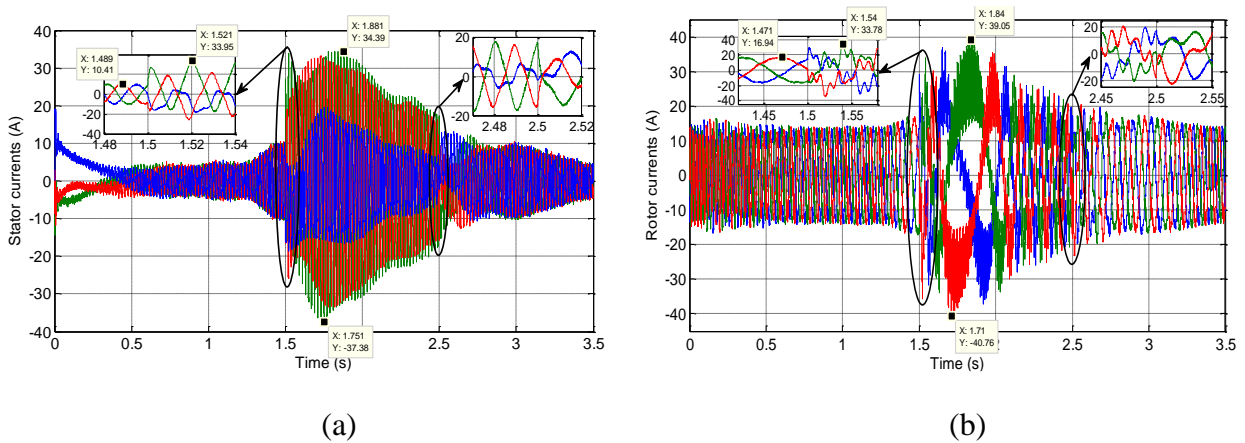 X: 1.489
Y: 10.41
X: 1.521
Y: 33.95
X: 1.881
Y: 34.39
40
30
20
10
0
-10
-20
-30
-40
Stator currents (A)
40
20
0
-20
-40
1.48
1.5
1.52
1.54
20
0
-20
2.48
2.5
2.52
X: 1.751
Y: -37.38
0
0.5
1
1.5
2
2.5
3
3.5
Time (s)
(a)
X: 1.471
Y: 16.94
X: 1.54
Y: 33.78
X: 1.84
Y: 39.05
40
30
20
10
0
-10
-20
-30
-40
Rotor currents (A)
40
20
0
-20
-40
1.45
1.5
1.55
20
0
-20
2.45
2.5
2.55
X: 1.71
Y: -40.76
0
0.5
1
1.5
2
2.5
3
3.5
Time (s)
(b)